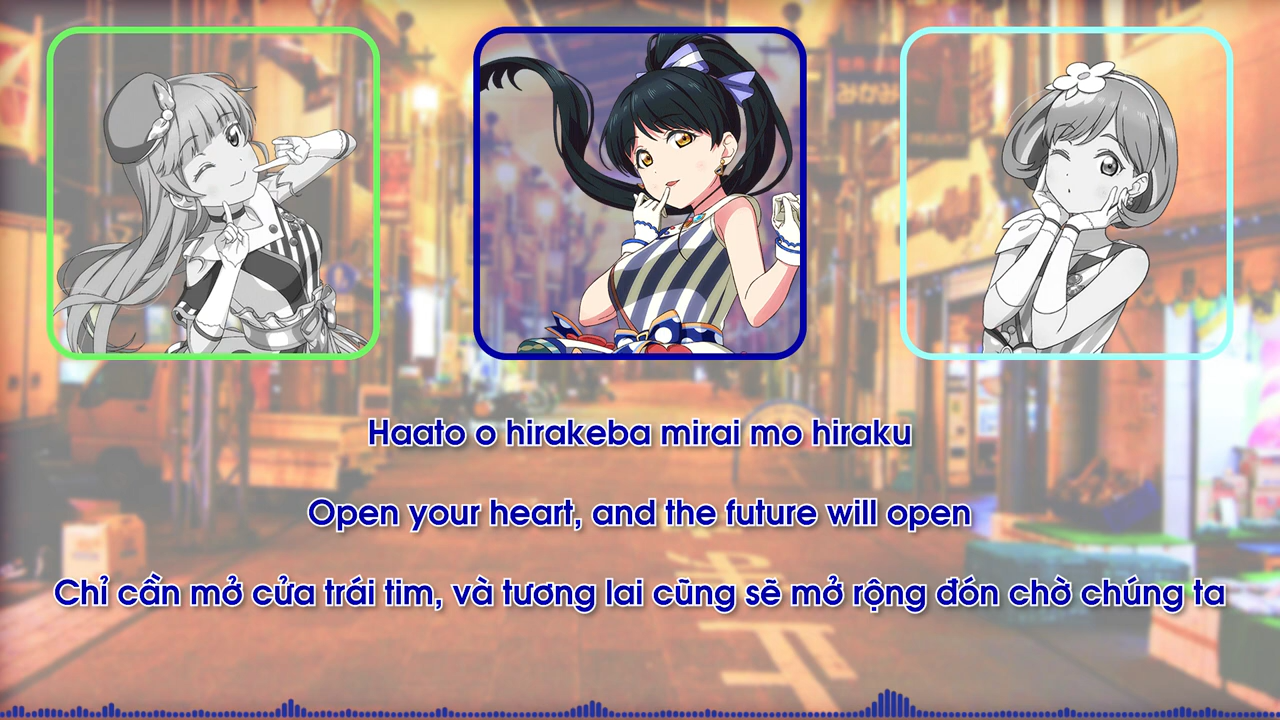 Haato o hirakeba mirai mo hiraku
Open your heart, and the future will open
Chỉ cần mở cửa trái tim, và tương lai cũng sẽ mở rộng đón chờ chúng ta